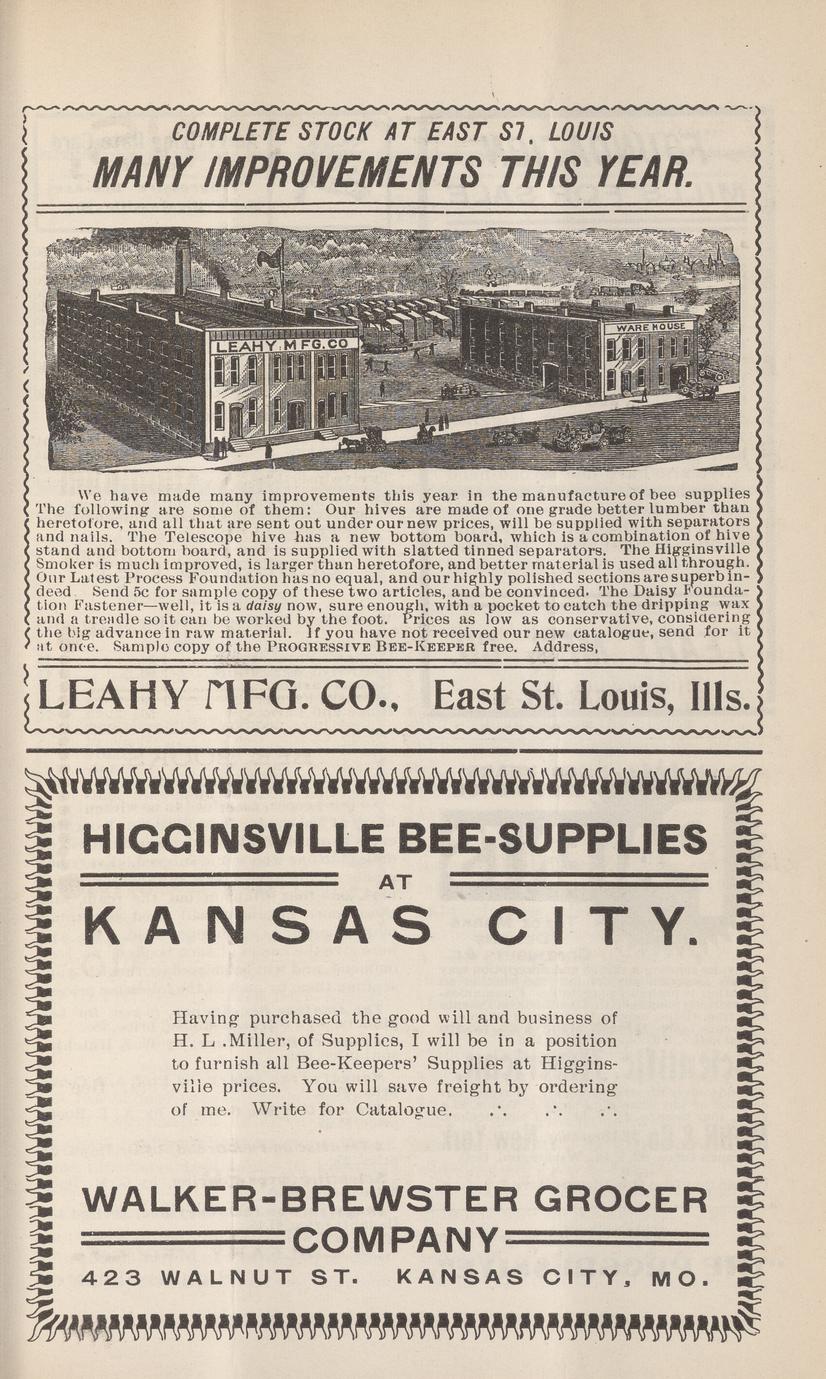 COMPLETE STOCK AT EAST ST. LOUIS
MANY IMPROVEMENTS THIS YEAR.
LEAHY MFG. CO
WARE HOUSE
We have made many improvements this year in the manufacture of bee supplies
The following are some of them: Our hives are made of one grade better lumber than
heretofore, and all that are sent out under our new prices, will be supplied with separators
and nails. The Telescope hive has a new bottom board, which is a combination of hive
stand and bottom board, and is supplied with slatted tinned separators. The Higginsville
Smoker is much improved, is larger than heretofore, and better material is used all through.
Our Latest Process Foundation has no equal, and our highly polished sections are superb in-
deed Send 5c for sample copy of these two articles, and be convinced. The Daisy Founda-
tion Fastener—well, it is a daisy now, sure enough, with a pocket to catch the dripping wax
and a treadle so it can be worked by the foot. Prices as low as conservative, considering
the big advance in raw material. If you have not received our new catalogue, send for it
at once. Sample copy of the PROGRESSIVE BEE-KEEPER free. Address,
LEAHY MFG. CO., East St. Louis, Ills.
HIGGINSVILLE BEE-SUPPLIES
AT
KANSAS CITY.
Having purchased the good will and business of
H. L .Miller, of Supplies, I will be in a position
to furnish all Bee-Keepers' Supplies at Higgins-
ville prices. You will save freight by ordering
of me. Write for Catalogue. .·. .·. .·.
WALKER-BREWSTER GROCER
COMPANY
423 WALNUT ST. KANSAS CITY, MO.